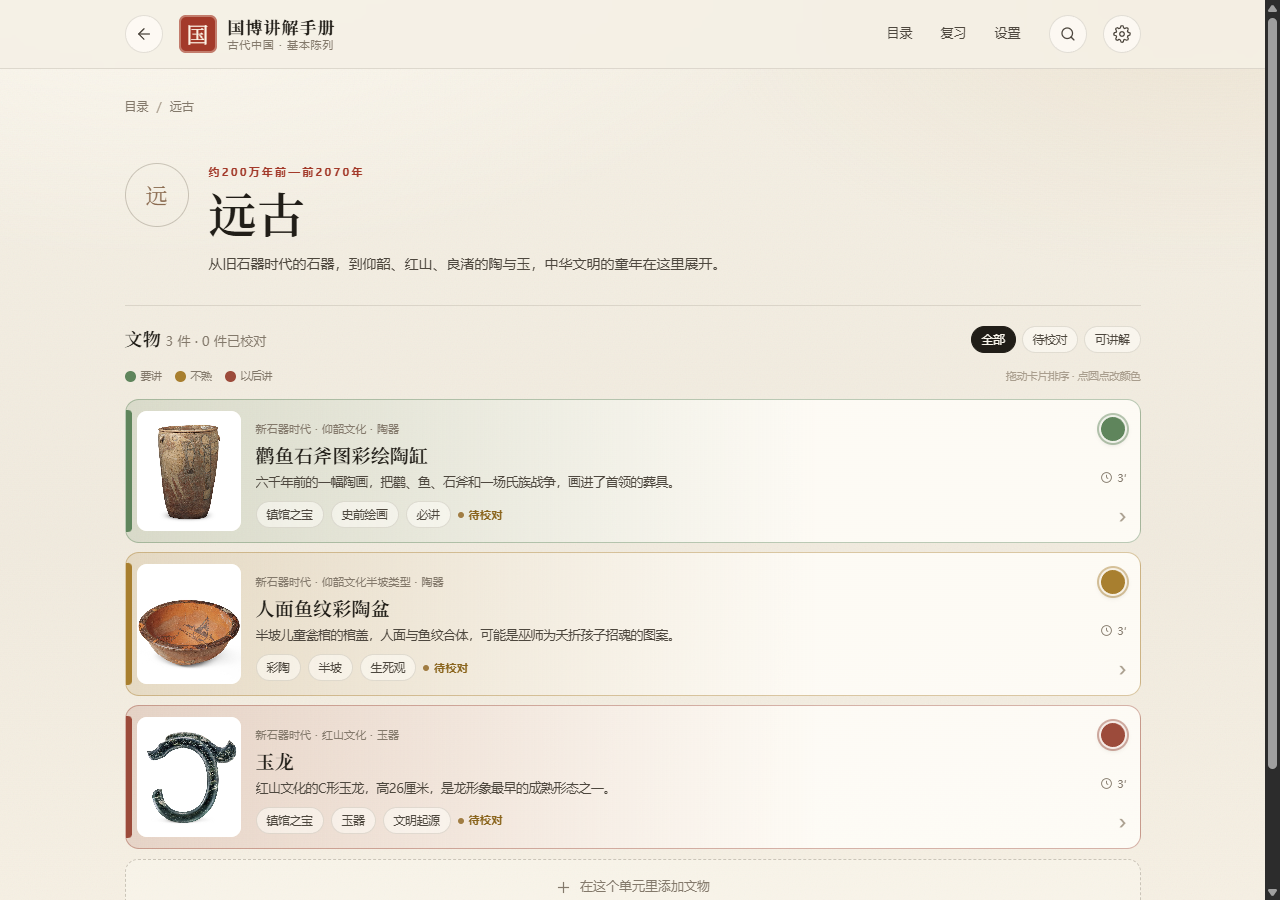 国
国博讲解手册
古代中国 · 基本陈列
目录 复习 设置
目录 / 远古
远
约200万年前—前2070年
远古
从旧石器时代的石器，到仰韶、红山、良渚的陶与玉，中华文明的童年在这里展开。
文物 3 件 · 0 件已校对
全部 待校对 可讲解
要讲 不熟 以后讲
拖动卡片排序 · 点圆点改颜色
新石器时代 · 仰韶文化 · 陶器
鹳鱼石斧图彩绘陶缸
六千年前的一幅陶画，把鹳、鱼、石斧和一场氏族战争，画进了首领的葬具。
镇馆之宝 史前绘画 必讲 待校对
3'
新石器时代 · 仰韶文化半坡类型 · 陶器
人面鱼纹彩陶盆
半坡儿童瓮棺的棺盖，人面与鱼纹合体，可能是巫师为夭折孩子招魂的图案。
彩陶 半坡 生死观 待校对
3'
新石器时代 · 红山文化 · 玉器
玉龙
红山文化的C形玉龙，高26厘米，是龙形象最早的成熟形态之一。
镇馆之宝 玉器 文明起源 待校对
3'
在这个单元里添加文物